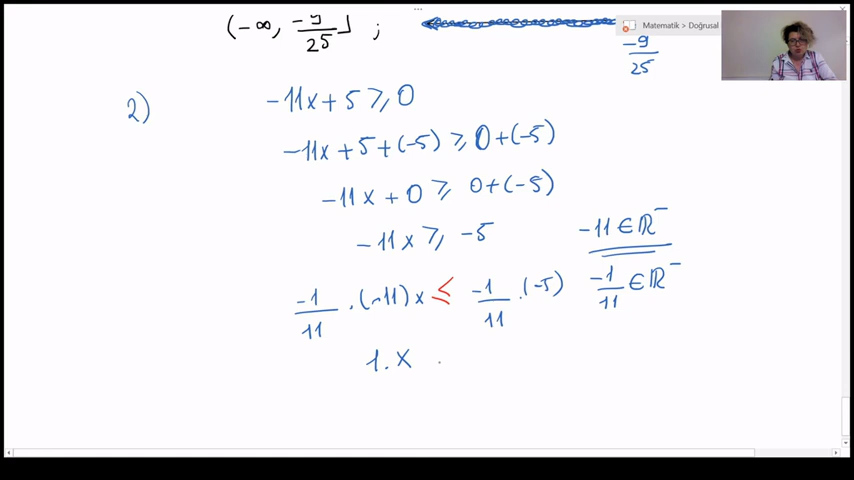 (-∞, -9/25] ;
Matematik > Doğrusal
-9/25
2) -11x + 5 ≥ 0
-11x + 5 + (-5) ≥ 0 + (-5)
-11x + 0 ≥ 0 + (-5)
-11x ≥ -5 -11 ∈ ℝ⁻
-1/11 . (-11) x ≤ -1/11 . (-5) -1/11 ∈ ℝ⁻
1 . x